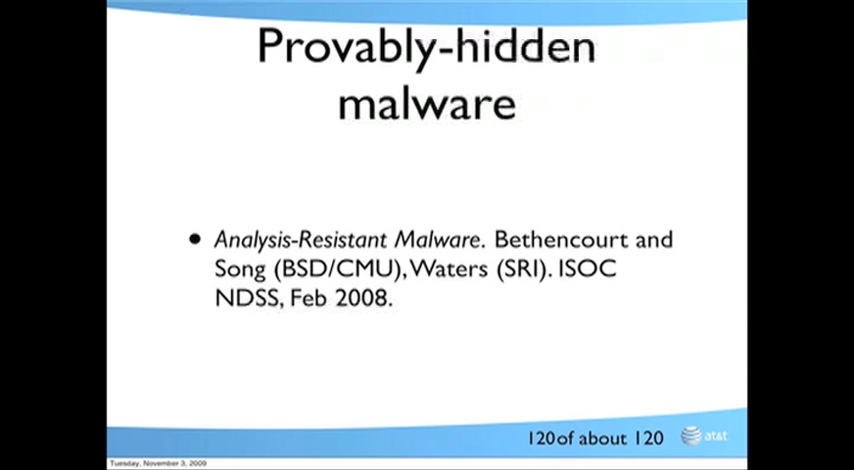 Provably-hidden
malware
• Analysis-Resistant Malware. Bethencourt and
Song (BSD/CMU), Waters (SRI). ISOC
NDSS, Feb 2008.
120 of about 120
at&t
Tuesday, November 3, 2009